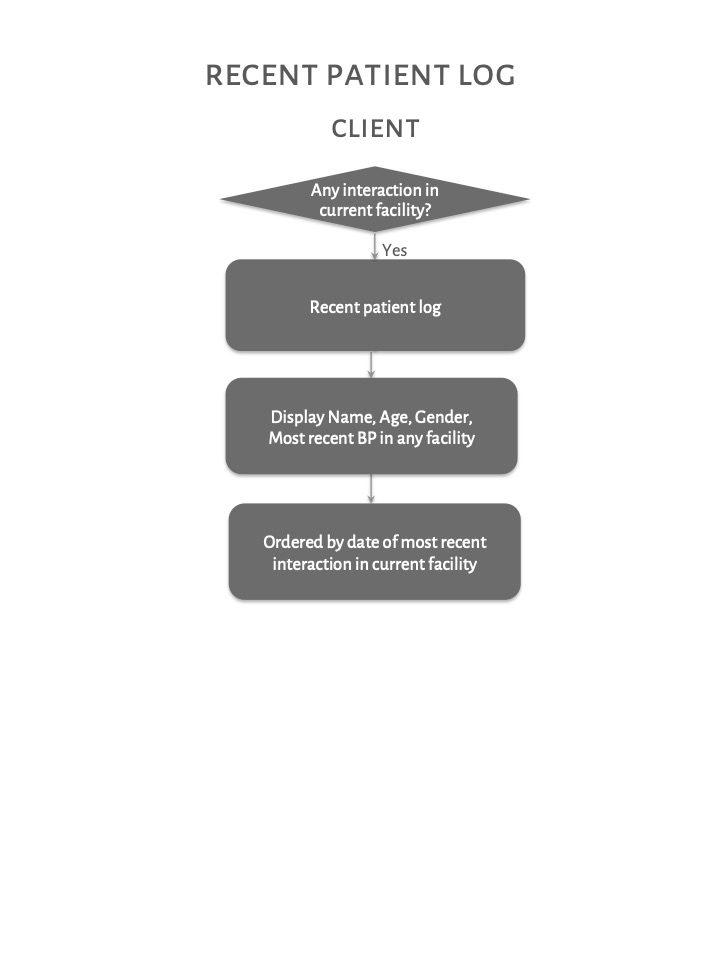 RECENT PATIENT LOG
CLIENT
Any interaction in
current facility?
Yes
Recent patient log
Display Name, Age, Gender,
Most recent BP in any facility
Ordered by date of most recent
interaction in current facility